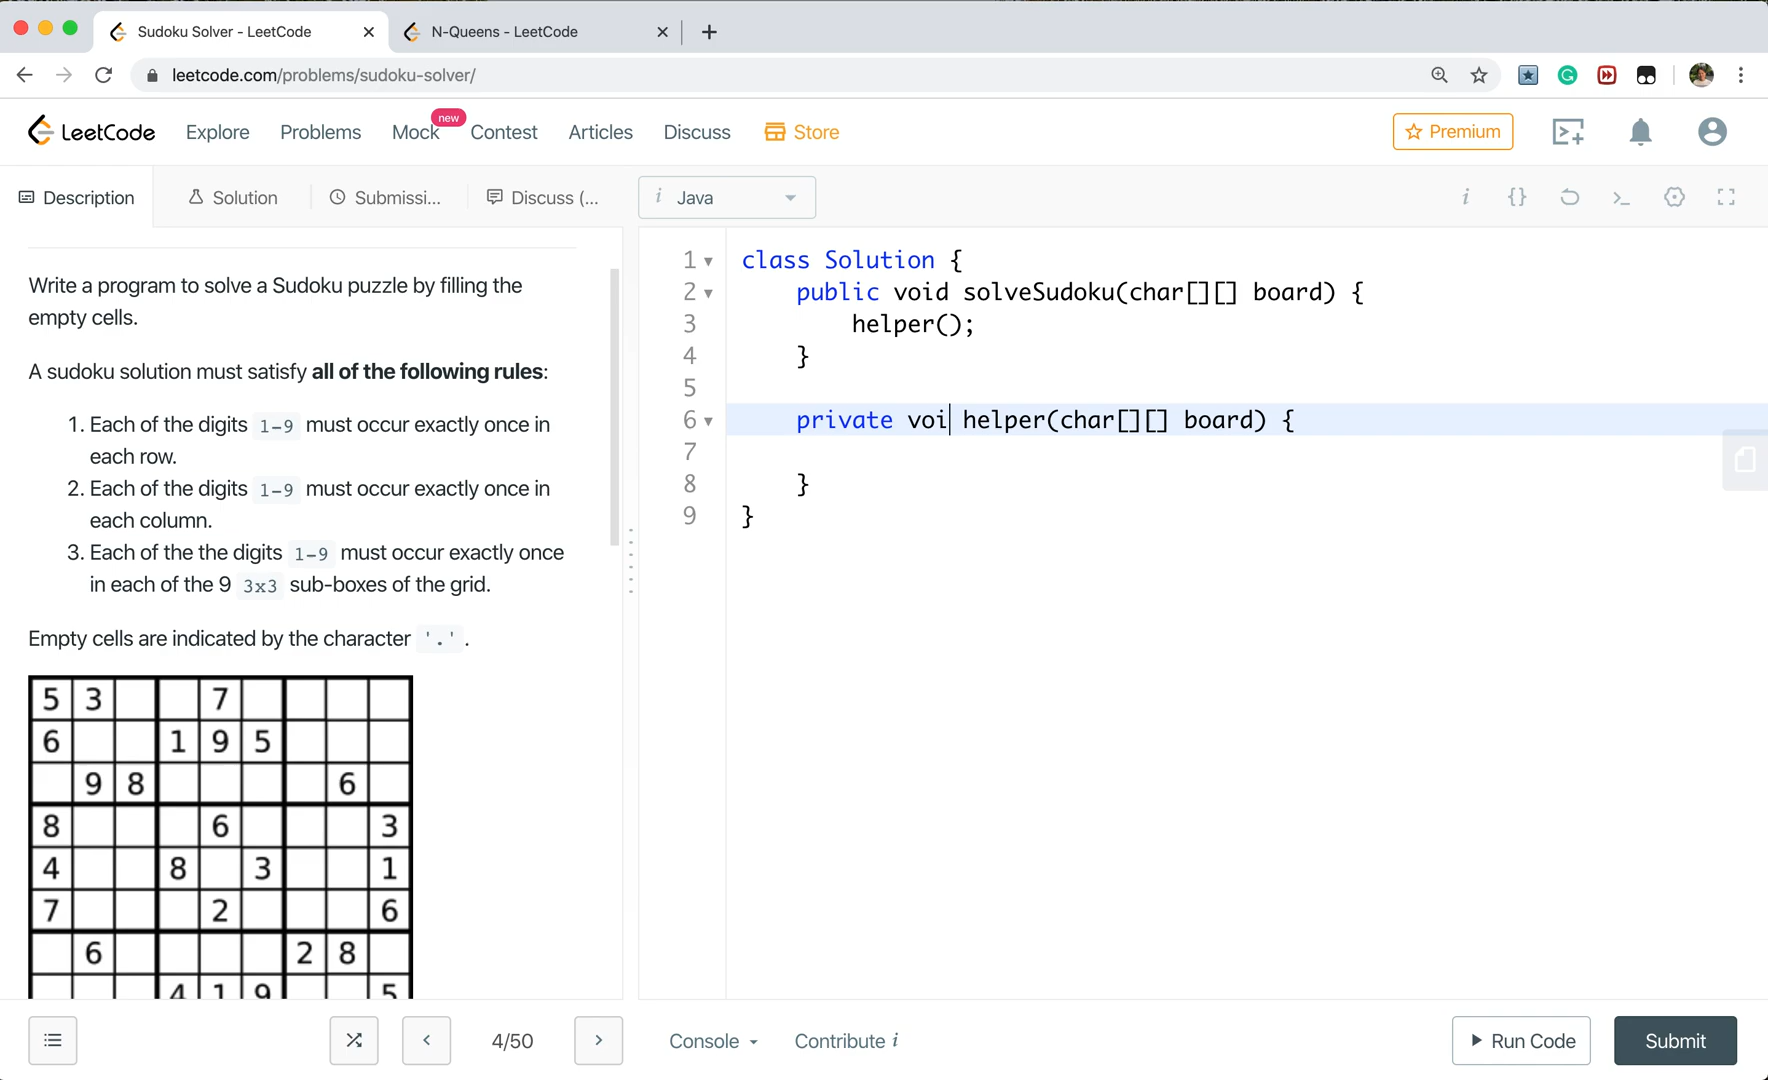 Sudoku Solver - LeetCode
N-Queens - LeetCode
leetcode.com/problems/sudoku-solver/
LeetCode
Explore
Problems
Mock
new
Contest
Articles
Discuss
Store
Premium
Description
Solution
Submissi...
Discuss (...
i Java
Write a program to solve a Sudoku puzzle by filling the
empty cells.
A sudoku solution must satisfy all of the following rules:
1. Each of the digits 1-9 must occur exactly once in
each row.
2. Each of the digits 1-9 must occur exactly once in
each column.
3. Each of the the digits 1-9 must occur exactly once
in each of the 9 3x3 sub-boxes of the grid.
Empty cells are indicated by the character '.' .
5 3 7
6 1 9 5
9 8 6
8 6 3
4 8 3 1
7 2 6
6 2 8
4 1 9 5
1 class Solution {
2 public void solveSudoku(char[][] board) {
3 helper();
4 }
5
6 private voi helper(char[][] board) {
7
8 }
9 }
4/50
Console
Contribute i
Run Code
Submit